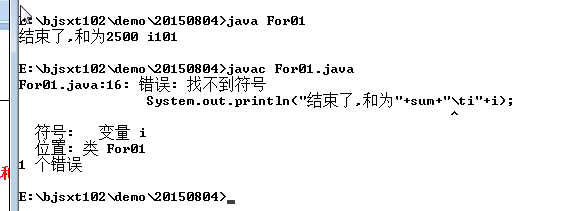 E:\bjsxt102\demo\20150804>java For01
结束了,和为2500 i101
E:\bjsxt102\demo\20150804>javac For01.java
For01.java:16: 错误: 找不到符号
System.out.println("结束了,和为"+sum+"\ti"+i);
^
符号: 变量 i
位置: 类 For01
1 个错误
E:\bjsxt102\demo\20150804>